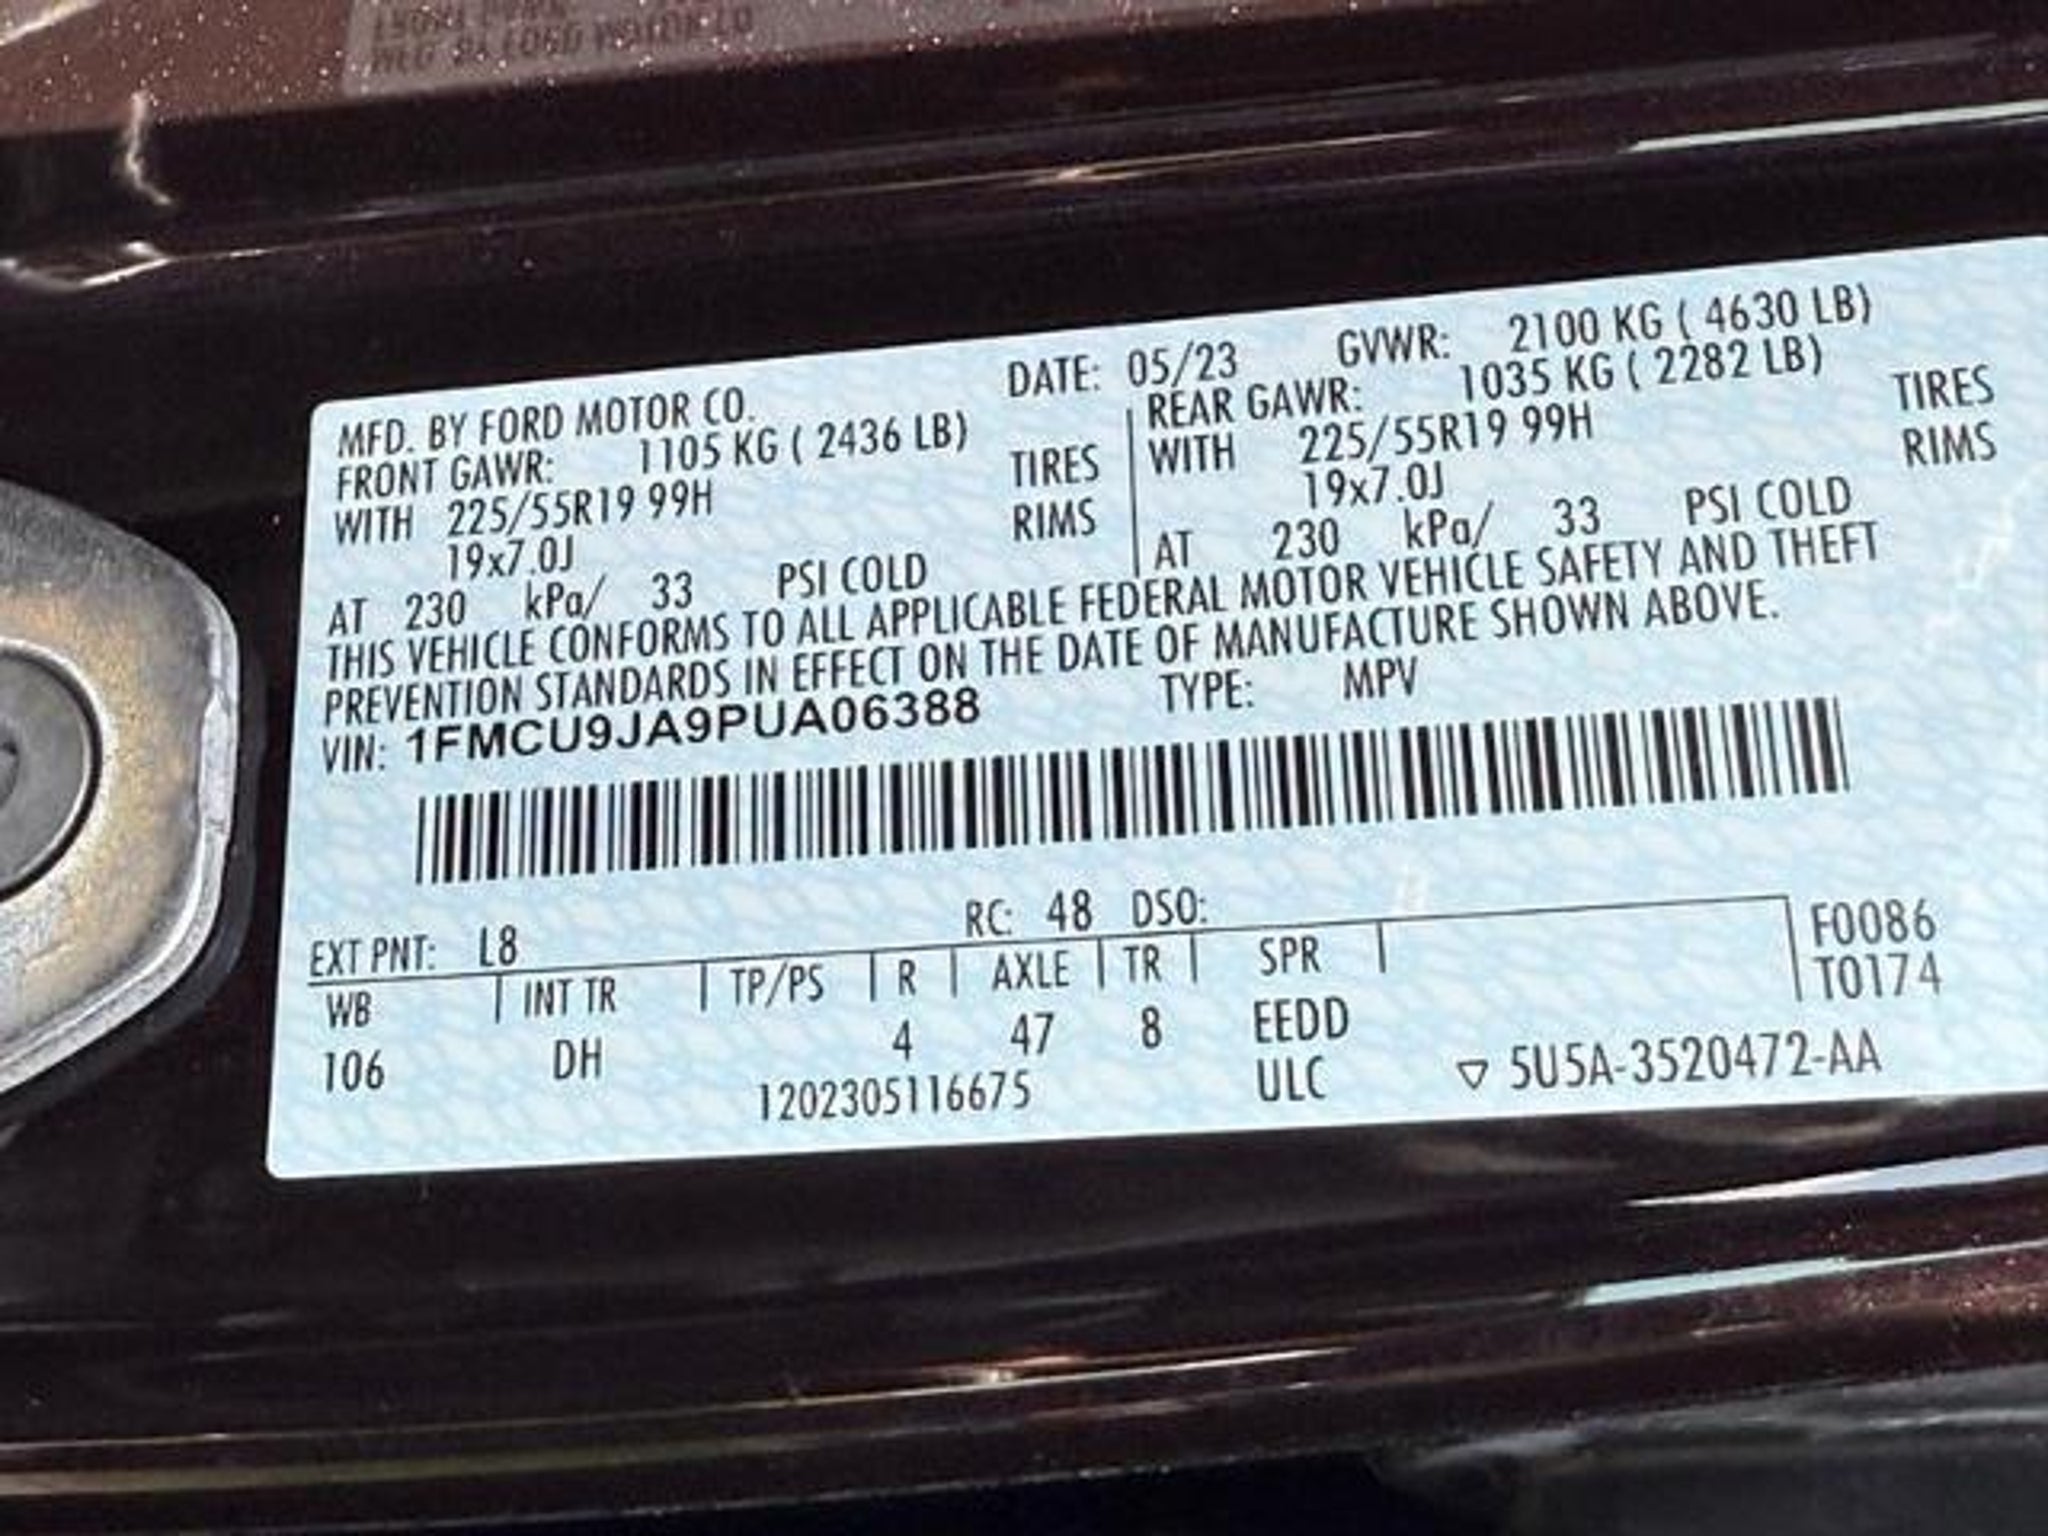 MFD. BY FORD MOTOR CO.
DATE: 05/23 GVWR: 2100 KG ( 4630 LB)
FRONT GAWR: 1105 KG ( 2436 LB)
WITH 225/55R19 99H TIRES
19x7.0J RIMS
AT 230 kPa/ 33 PSI COLD
REAR GAWR: 1035 KG ( 2282 LB)
WITH 225/55R19 99H TIRES
19x7.0J RIMS
AT 230 kPa/ 33 PSI COLD
THIS VEHICLE CONFORMS TO ALL APPLICABLE FEDERAL MOTOR VEHICLE SAFETY AND THEFT
PREVENTION STANDARDS IN EFFECT ON THE DATE OF MANUFACTURE SHOWN ABOVE.
VIN: 1FMCU9JA9PUA06388 TYPE: MPV
EXT PNT: L8 RC: 48 DSO:
WB INT TR TP/PS R AXLE TR SPR F0086
T0174
106 DH 4 47 8 EEDD
1202305116675 ULC ▽ 5U5A-3520472-AA